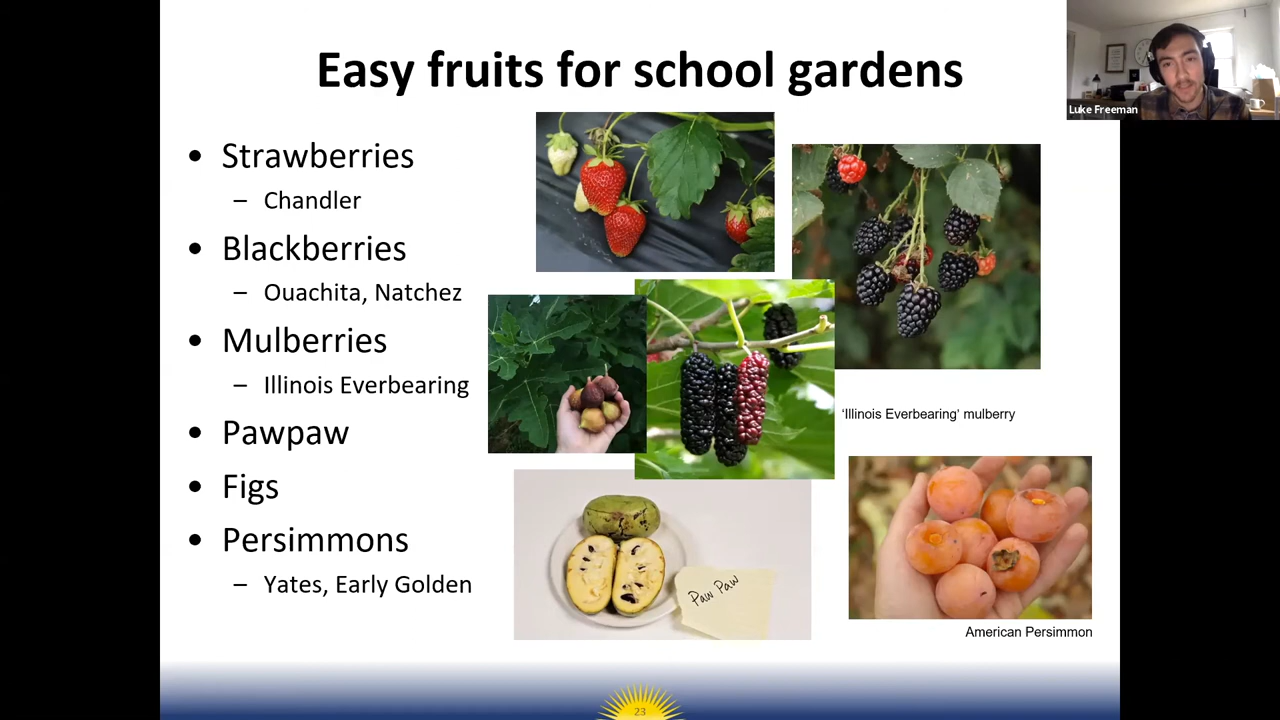 Easy fruits for school gardens
Luke Freeman
• Strawberries
– Chandler
• Blackberries
– Ouachita, Natchez
• Mulberries
– Illinois Everbearing
• Pawpaw
• Figs
• Persimmons
– Yates, Early Golden
'Illinois Everbearing' mulberry
Paw Paw
American Persimmon
23